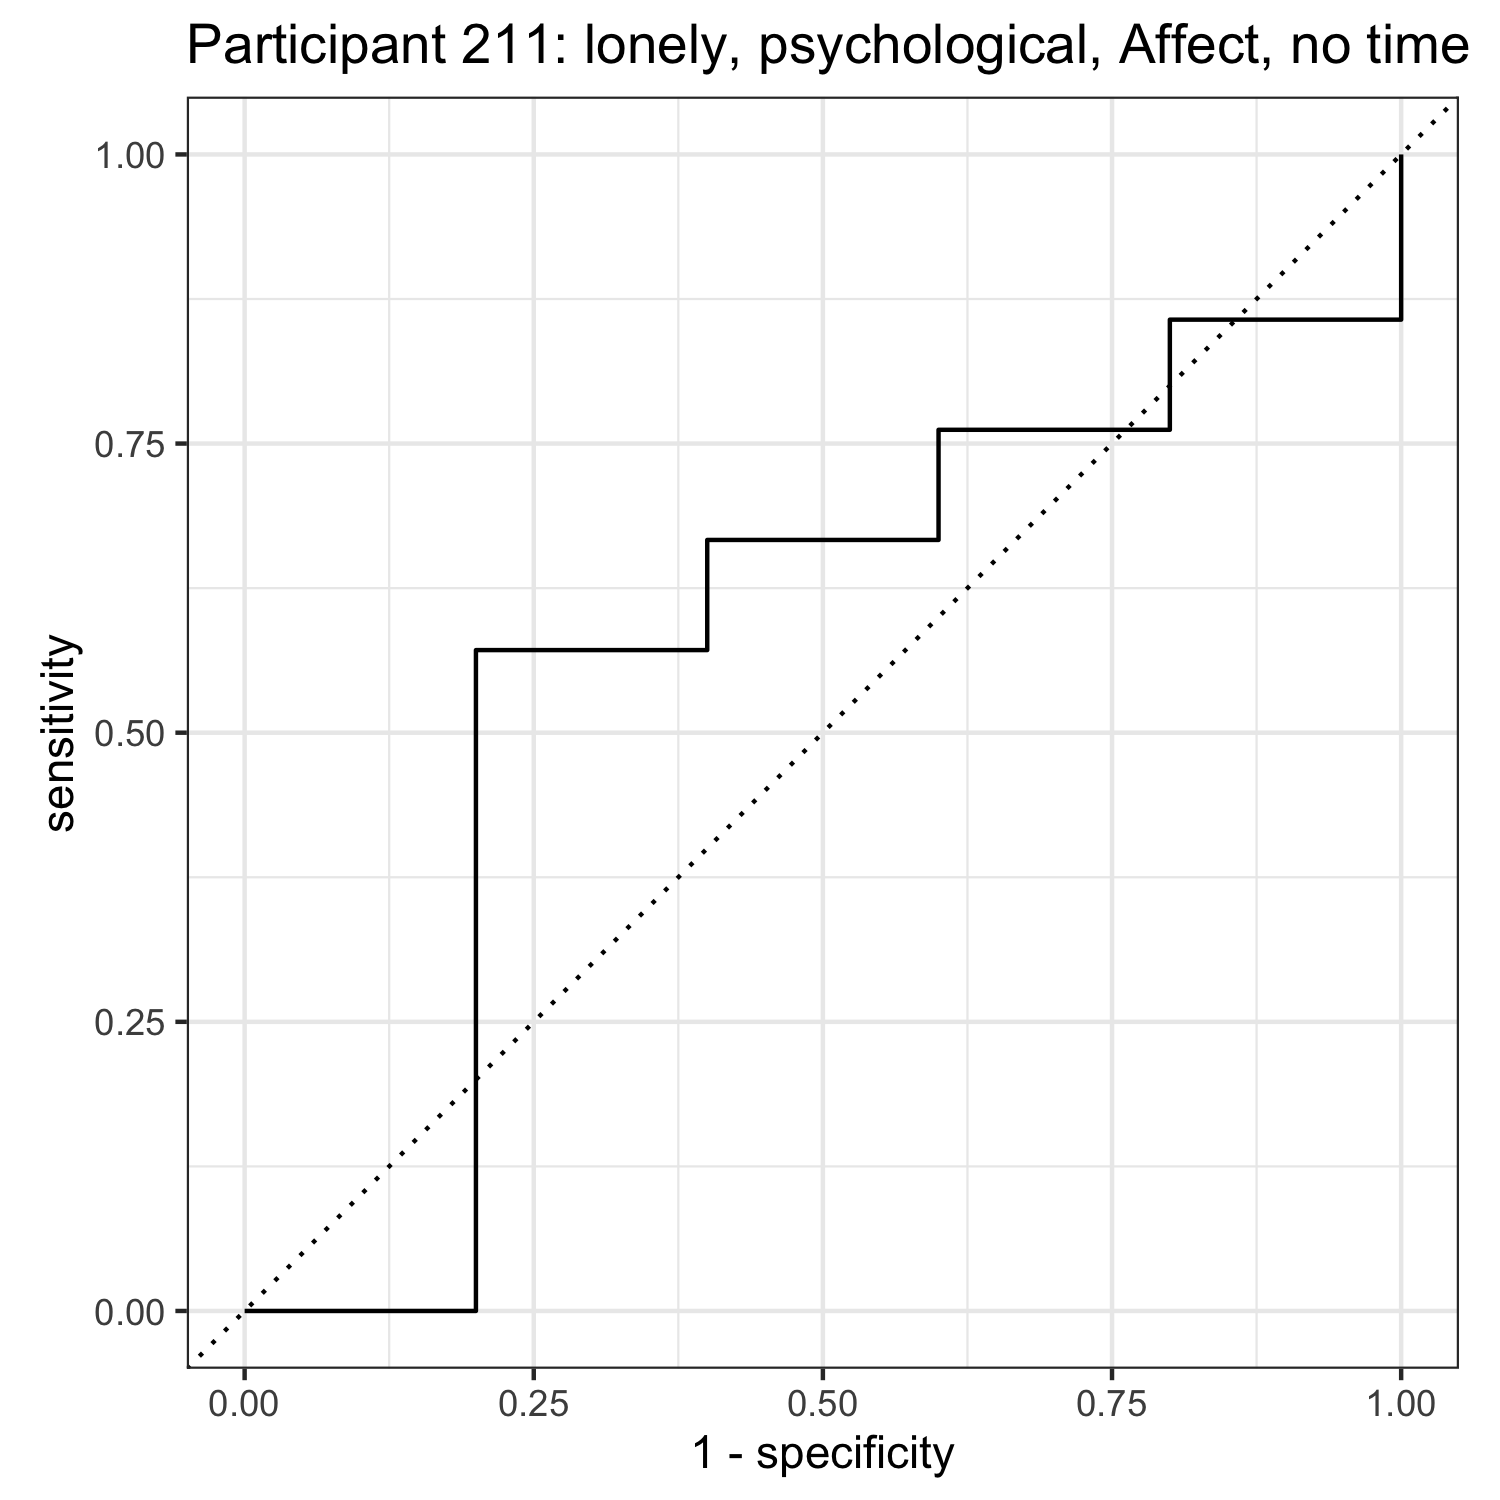 Participant 211: lonely, psychological, Affect, no time
1.00
0.75
0.50
0.25
0.00
sensitivity
0.00 0.25 0.50 0.75 1.00
1 - specificity